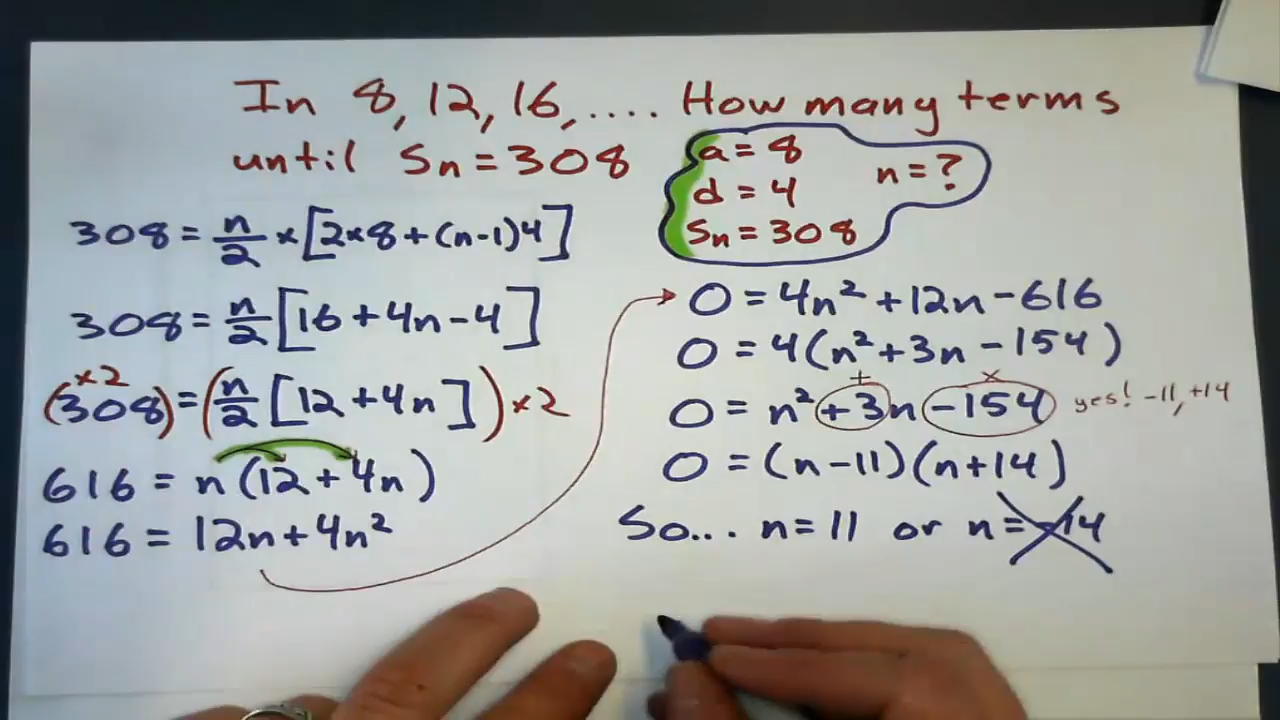 In 8, 12, 16, .... How many terms
until Sn = 308
a = 8
d = 4
Sn = 308
n = ?
308 = n/2 × [2×8 + (n-1)4]
308 = n/2 [16 + 4n - 4]
×2
(308) = (n/2 [12 + 4n]) ×2
616 = n(12 + 4n)
616 = 12n + 4n²
0 = 4n² + 12n - 616
0 = 4(n² + 3n - 154)
+ ×
0 = n² + 3n - 154 yes! -11, +14
0 = (n-11)(n+14)
So... n = 11 or n = -14